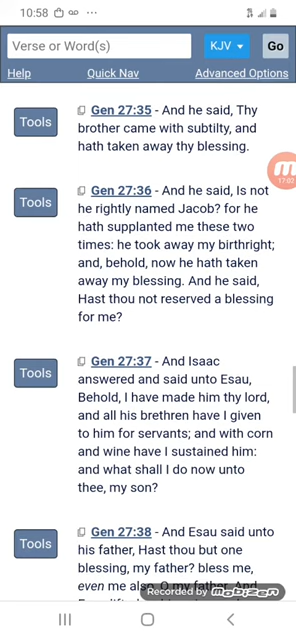 10:58
Verse or Word(s)
KJV
Go
Help
Quick Nav
Advanced Options
Tools
Gen 27:35 - And he said, Thy
brother came with subtilty, and
hath taken away thy blessing.
17:02
Tools
Gen 27:36 - And he said, Is not
he rightly named Jacob? for he
hath supplanted me these two
times: he took away my birthright;
and, behold, now he hath taken
away my blessing. And he said,
Hast thou not reserved a blessing
for me?
Tools
Gen 27:37 - And Isaac
answered and said unto Esau,
Behold, I have made him thy lord,
and all his brethren have I given
to him for servants; and with corn
and wine have I sustained him:
and what shall I do now unto
thee, my son?
Tools
Gen 27:38 - And Esau said unto
his father, Hast thou but one
blessing, my father? bless me,
even me also, O my father. And
Recorded by mobizen